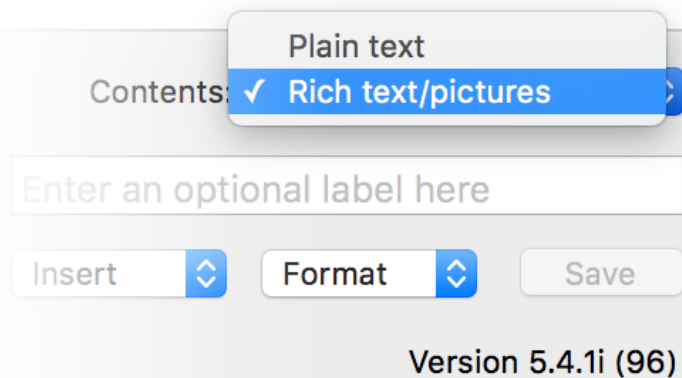 Plain text
Contents: ✓ Rich text/pictures
Enter an optional label here
Insert Format Save
Version 5.4.1i (96)